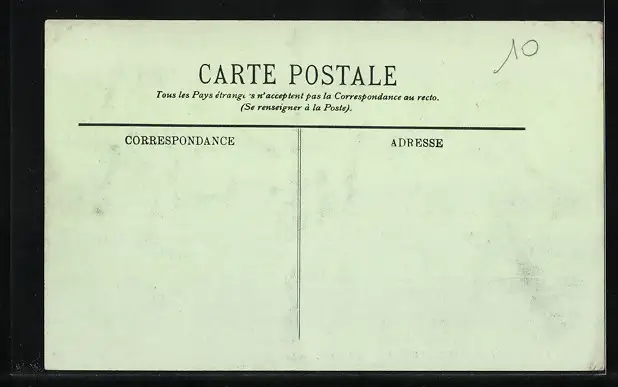 10
CARTE POSTALE
Tous les Pays étrangers n'acceptent pas la Correspondance au recto.
(Se renseigner à la Poste).
CORRESPONDANCE
ADRESSE